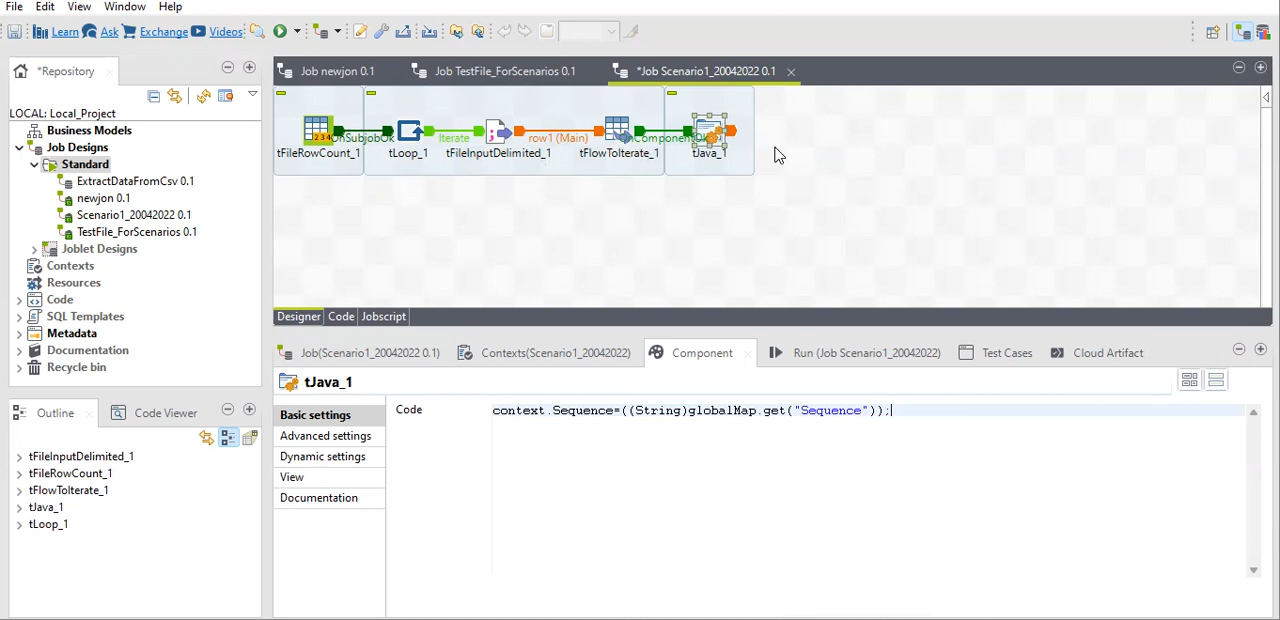 File Edit View Window Help
Learn Ask Exchange Videos
*Repository
LOCAL: Local_Project
Business Models
Job Designs
Standard
ExtractDataFromCsv 0.1
newjon 0.1
Scenario1_20042022 0.1
TestFile_ForScenarios 0.1
Joblet Designs
Contexts
Resources
Code
SQL Templates
Metadata
Documentation
Recycle bin
Outline Code Viewer
tFileInputDelimited_1
tFileRowCount_1
tFlowToIterate_1
tJava_1
tLoop_1
Job newjon 0.1 Job TestFile_ForScenarios 0.1 *Job Scenario1_20042022 0.1
OnSubjobOk Iterate row1 (Main)
tFileRowCount_1 tLoop_1 tFileInputDelimited_1 tFlowToIterate_1 tJava_1
Designer Code Jobscript
Job(Scenario1_20042022 0.1) Contexts(Scenario1_20042022) Component Run (Job Scenario1_20042022) Test Cases Cloud Artifact
tJava_1
Basic settings
Advanced settings
Dynamic settings
View
Documentation
Code
context.Sequence=((String)globalMap.get("Sequence"));